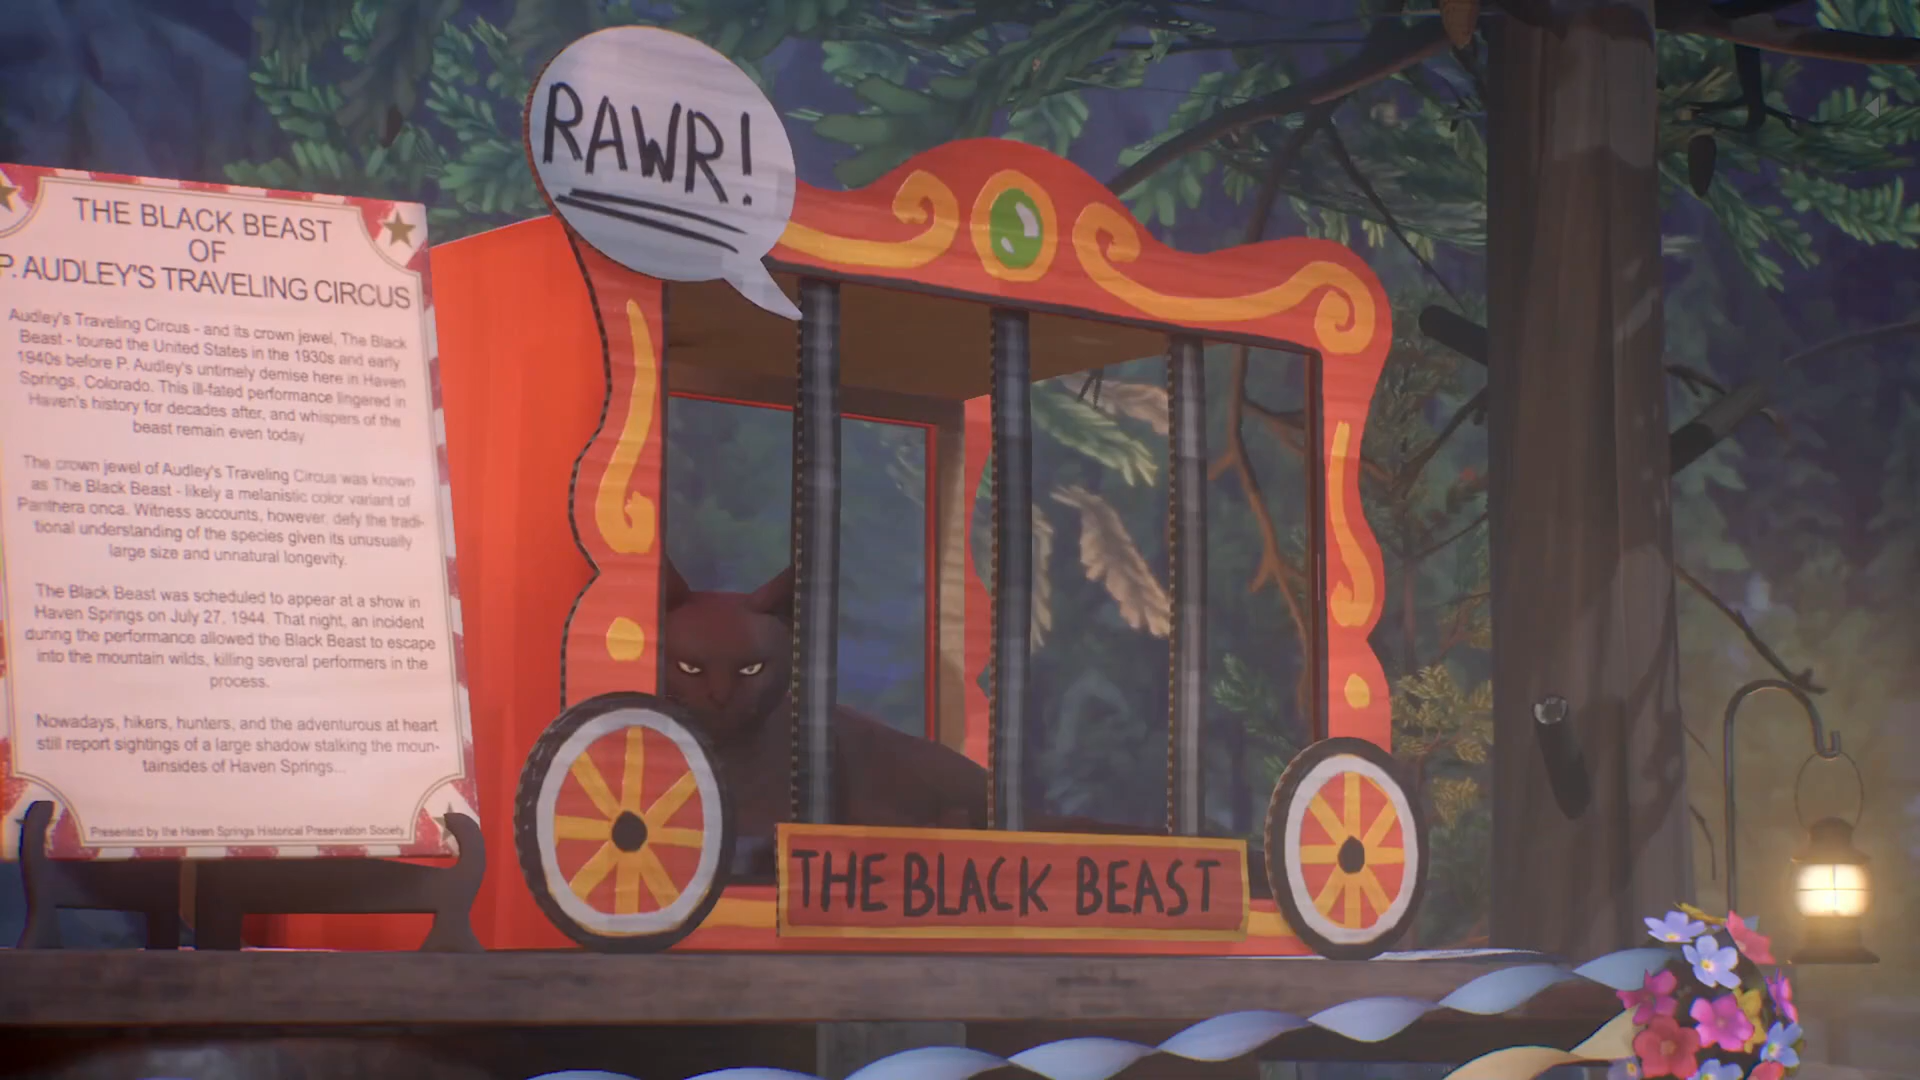 RAWR!
THE BLACK BEAST
OF
P. AUDLEY'S TRAVELING CIRCUS
Audley's Traveling Circus - and its crown jewel, The Black
Beast - toured the United States in the 1930s and early
1940s before P. Audley's untimely demise here in Haven
Springs, Colorado. This ill-fated performance lingered in
Haven's history for decades after, and whispers of the
beast remain even today
The crown jewel of Audley's Traveling Circus was known
as The Black Beast - likely a melanistic color variant of
Panthera onca. Witness accounts, however, defy the tradi-
tional understanding of the species given its unusually
large size and unnatural longevity.
The Black Beast was scheduled to appear at a show in
Haven Springs on July 27, 1944. That night, an incident
during the performance allowed the Black Beast to escape
into the mountain wilds, killing several performers in the
process.
Nowadays, hikers, hunters, and the adventurous at heart
still report sightings of a large shadow stalking the moun-
tainsides of Haven Springs...
Presented by the Haven Springs Historical Preservation Society
THE BLACK BEAST